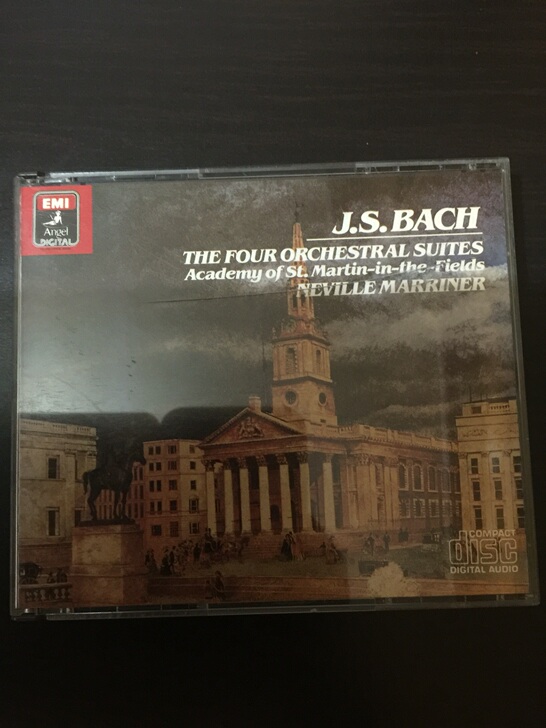 EMI
Angel
DIGITAL
J.S. BACH
THE FOUR ORCHESTRAL SUITES
Academy of St. Martin-in-the-Fields
NEVILLE MARRINER
COMPACT
disc
DIGITAL AUDIO